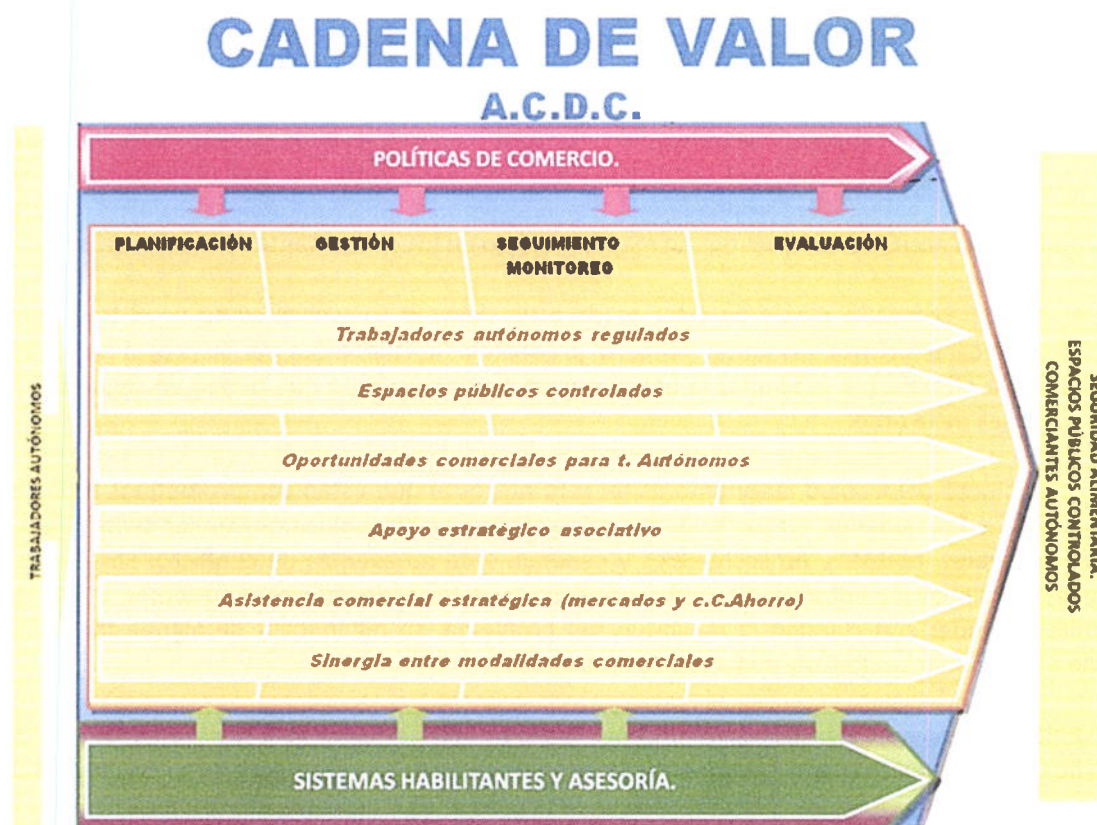 CADENA DE VALOR
A.C.D.C.
POLÍTICAS DE COMERCIO.
PLANIFICACIÓN
GESTIÓN
SEGUIMIENTO
MONITOREO
EVALUACIÓN
Trabajadores autónomos regulados
Espacios públicos controlados
Oportunidades comerciales para t. Autónomos
Apoyo estratégico asociativo
Asistencia comercial estratégica (mercados y c.C.Ahorro)
Sinergia entre modalidades comerciales
SISTEMAS HABILITANTES Y ASESORÍA.
TRABAJADORES AUTÓNOMOS
SEGURIDAD ALIMENTARIA.
ESPACIOS PÚBLICOS CONTROLADOS
COMERCIANTES AUTÓNOMOS